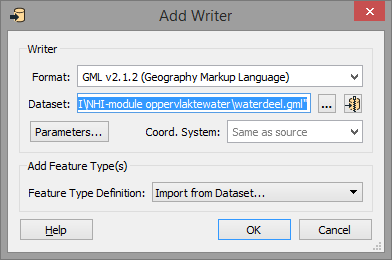 Add Writer
Writer
Format: GML v2.1.2 (Geography Markup Language)
Dataset: I\NHI-module oppervlaktewater\waterdeel.gml" ...
Parameters... Coord. System: Same as source
Add Feature Type(s)
Feature Type Definition: Import from Dataset...
Help OK Cancel